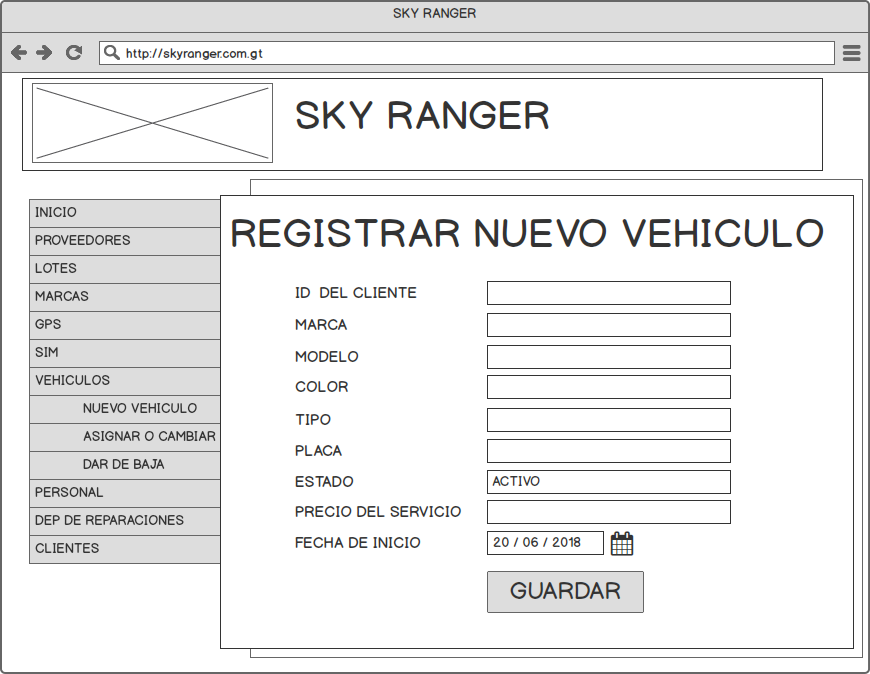 SKY RANGER
http://skyranger.com.gt
SKY RANGER
INICIO
PROVEEDORES
LOTES
MARCAS
GPS
SIM
VEHICULOS
NUEVO VEHICULO
ASIGNAR O CAMBIAR
DAR DE BAJA
PERSONAL
DEP DE REPARACIONES
CLIENTES
REGISTRAR NUEVO VEHICULO
ID DEL CLIENTE
MARCA
MODELO
COLOR
TIPO
PLACA
ESTADO ACTIVO
PRECIO DEL SERVICIO
FECHA DE INICIO 20 / 06 / 2018
GUARDAR